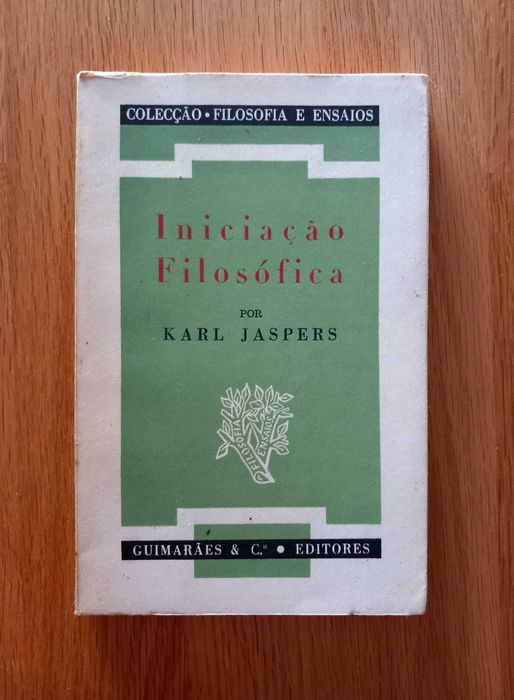 COLECÇÃO • FILOSOFIA E ENSAIOS
Iniciação
Filosófica
POR
KARL JASPERS
FILOSOFIA
ENSAIOS
GUIMARÃES & C.ª • EDITORES